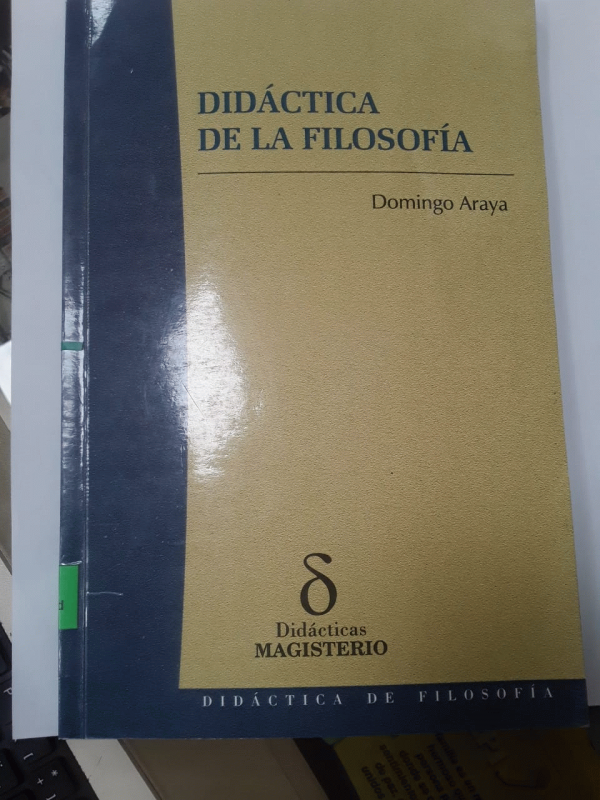 DIDÁCTICA
DE LA FILOSOFÍA
Domingo Araya
δ
Didácticas
MAGISTERIO
DIDÁCTICA DE FILOSOFÍA